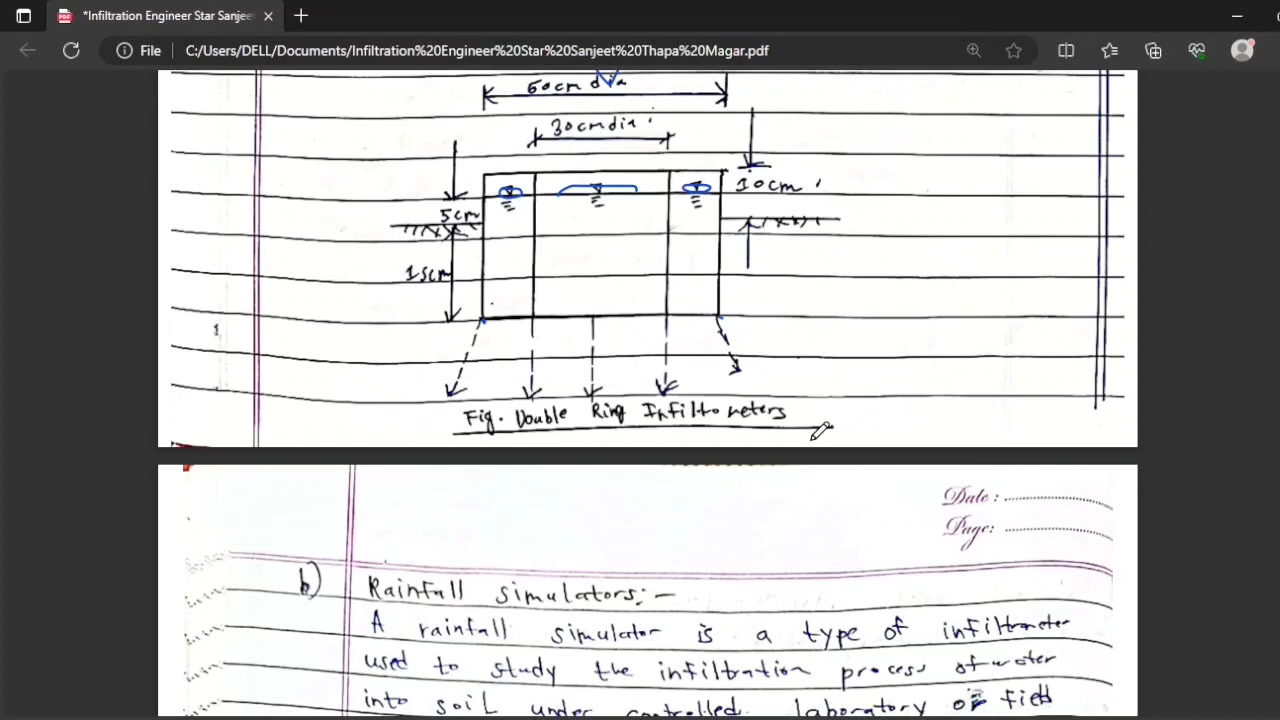 *Infiltration Engineer Star Sanjee
File
C:/Users/DELL/Documents/Infiltration%20Engineer%20Star%20Sanjeet%20Thapa%20Magar.pdf
60cm dia
30cm dia.
10cm
5cm
15cm
Fig. Double Ring Infiltrometers
Date:
Page:
b) Rainfall simulators:-
A rainfall simulator is a type of infiltrometer
used to study the infiltration process of water
into soil under controlled laboratory or field